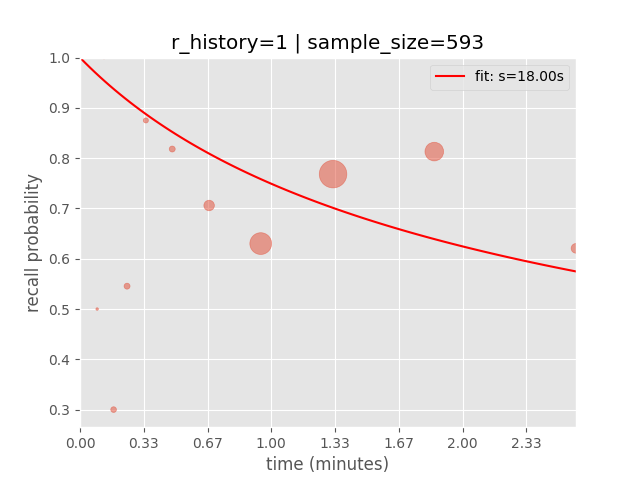 r_history=1 | sample_size=593
fit: s=18.00s
recall probability
1.0
0.9
0.8
0.7
0.6
0.5
0.4
0.3
0.00 0.33 0.67 1.00 1.33 1.67 2.00 2.33
time (minutes)